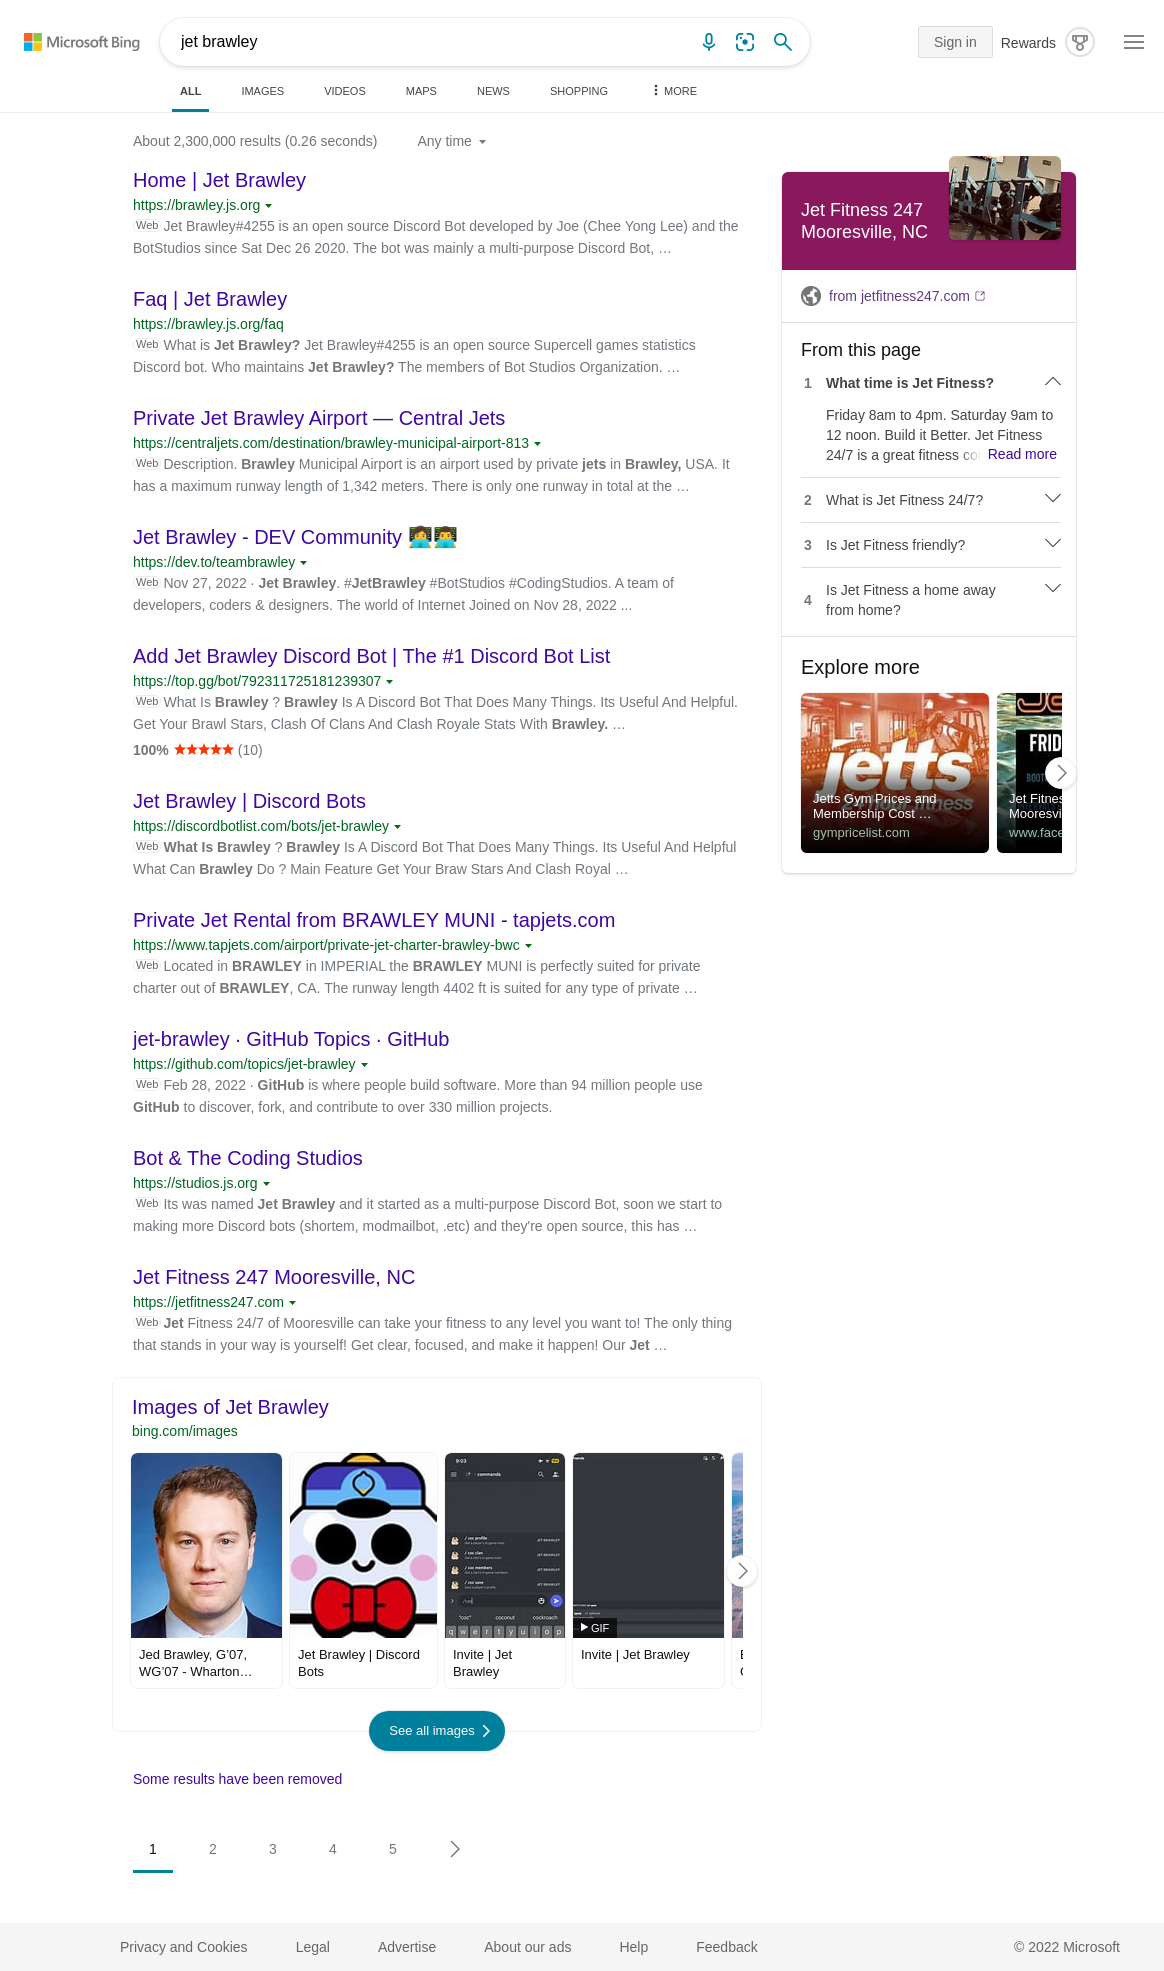 Microsoft Bing
jet brawley
Sign in
Rewards
ALL
IMAGES
VIDEOS
MAPS
NEWS
SHOPPING
MORE
About 2,300,000 results (0.26 seconds)
Any time
Home | Jet Brawley
https://brawley.js.org
Web Jet Brawley#4255 is an open source Discord Bot developed by Joe (Chee Yong Lee) and the
BotStudios since Sat Dec 26 2020. The bot was mainly a multi-purpose Discord Bot, …
Faq | Jet Brawley
https://brawley.js.org/faq
Web What is Jet Brawley? Jet Brawley#4255 is an open source Supercell games statistics
Discord bot. Who maintains Jet Brawley? The members of Bot Studios Organization. …
Private Jet Brawley Airport — Central Jets
https://centraljets.com/destination/brawley-municipal-airport-813
Web Description. Brawley Municipal Airport is an airport used by private jets in Brawley, USA. It
has a maximum runway length of 1,342 meters. There is only one runway in total at the …
Jet Brawley - DEV Community 👩‍💻👨‍💻
https://dev.to/teambrawley
Web Nov 27, 2022 · Jet Brawley. #JetBrawley #BotStudios #CodingStudios. A team of
developers, coders & designers. The world of Internet Joined on Nov 28, 2022 ...
Add Jet Brawley Discord Bot | The #1 Discord Bot List
https://top.gg/bot/792311725181239307
Web What Is Brawley ? Brawley Is A Discord Bot That Does Many Things. Its Useful And Helpful.
Get Your Brawl Stars, Clash Of Clans And Clash Royale Stats With Brawley. …
100% ★★★★★ (10)
Jet Brawley | Discord Bots
https://discordbotlist.com/bots/jet-brawley
Web What Is Brawley ? Brawley Is A Discord Bot That Does Many Things. Its Useful And Helpful
What Can Brawley Do ? Main Feature Get Your Braw Stars And Clash Royal …
Private Jet Rental from BRAWLEY MUNI - tapjets.com
https://www.tapjets.com/airport/private-jet-charter-brawley-bwc
Web Located in BRAWLEY in IMPERIAL the BRAWLEY MUNI is perfectly suited for private
charter out of BRAWLEY, CA. The runway length 4402 ft is suited for any type of private …
jet-brawley · GitHub Topics · GitHub
https://github.com/topics/jet-brawley
Web Feb 28, 2022 · GitHub is where people build software. More than 94 million people use
GitHub to discover, fork, and contribute to over 330 million projects.
Bot & The Coding Studios
https://studios.js.org
Web Its was named Jet Brawley and it started as a multi-purpose Discord Bot, soon we start to
making more Discord bots (shortem, modmailbot, .etc) and they're open source, this has …
Jet Fitness 247 Mooresville, NC
https://jetfitness247.com
Web Jet Fitness 24/7 of Mooresville can take your fitness to any level you want to! The only thing
that stands in your way is yourself! Get clear, focused, and make it happen! Our Jet …
Images of Jet Brawley
bing.com/images
9:03
commands
/ coc profile
JET BRAWLEY
/ coc clan
JET BRAWLEY
/ coc members
JET BRAWLEY
/ coc save
JET BRAWLEY
"coc"
coconut
cockroach
q w e r t y u i o p
GIF
Jed Brawley, G’07,
WG’07 - Wharton…
Jet Brawley | Discord
Bots
Invite | Jet
Brawley
Invite | Jet Brawley
See all images
Some results have been removed
1
2
3
4
5
Jet Fitness 247
Mooresville, NC
from jetfitness247.com
From this page
1 What time is Jet Fitness?
Friday 8am to 4pm. Saturday 9am to
12 noon. Build it Better. Jet Fitness
24/7 is a great fitness co Read more
2 What is Jet Fitness 24/7?
3 Is Jet Fitness friendly?
4 Is Jet Fitness a home away
from home?
Explore more
jetts
24 hour fitness
Jetts Gym Prices and
Membership Cost …
gympricelist.com
FRID
BOOT
Jet Fitnes
Mooresvi
www.face
Privacy and Cookies
Legal
Advertise
About our ads
Help
Feedback
© 2022 Microsoft